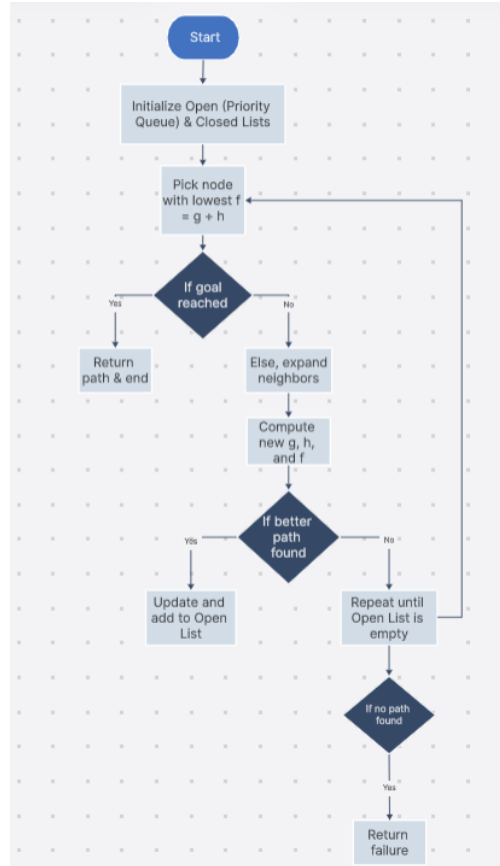 Start
Initialize Open (Priority
Queue) & Closed Lists
Pick node
with lowest f
= g + h
If goal
reached
Yes
No
Return
path & end
Else, expand
neighbors
Compute
new g, h,
and f
If better
path
found
Yes
No
Update and
add to Open
List
Repeat until
Open List is
empty
If no path
found
Yes
Return
failure